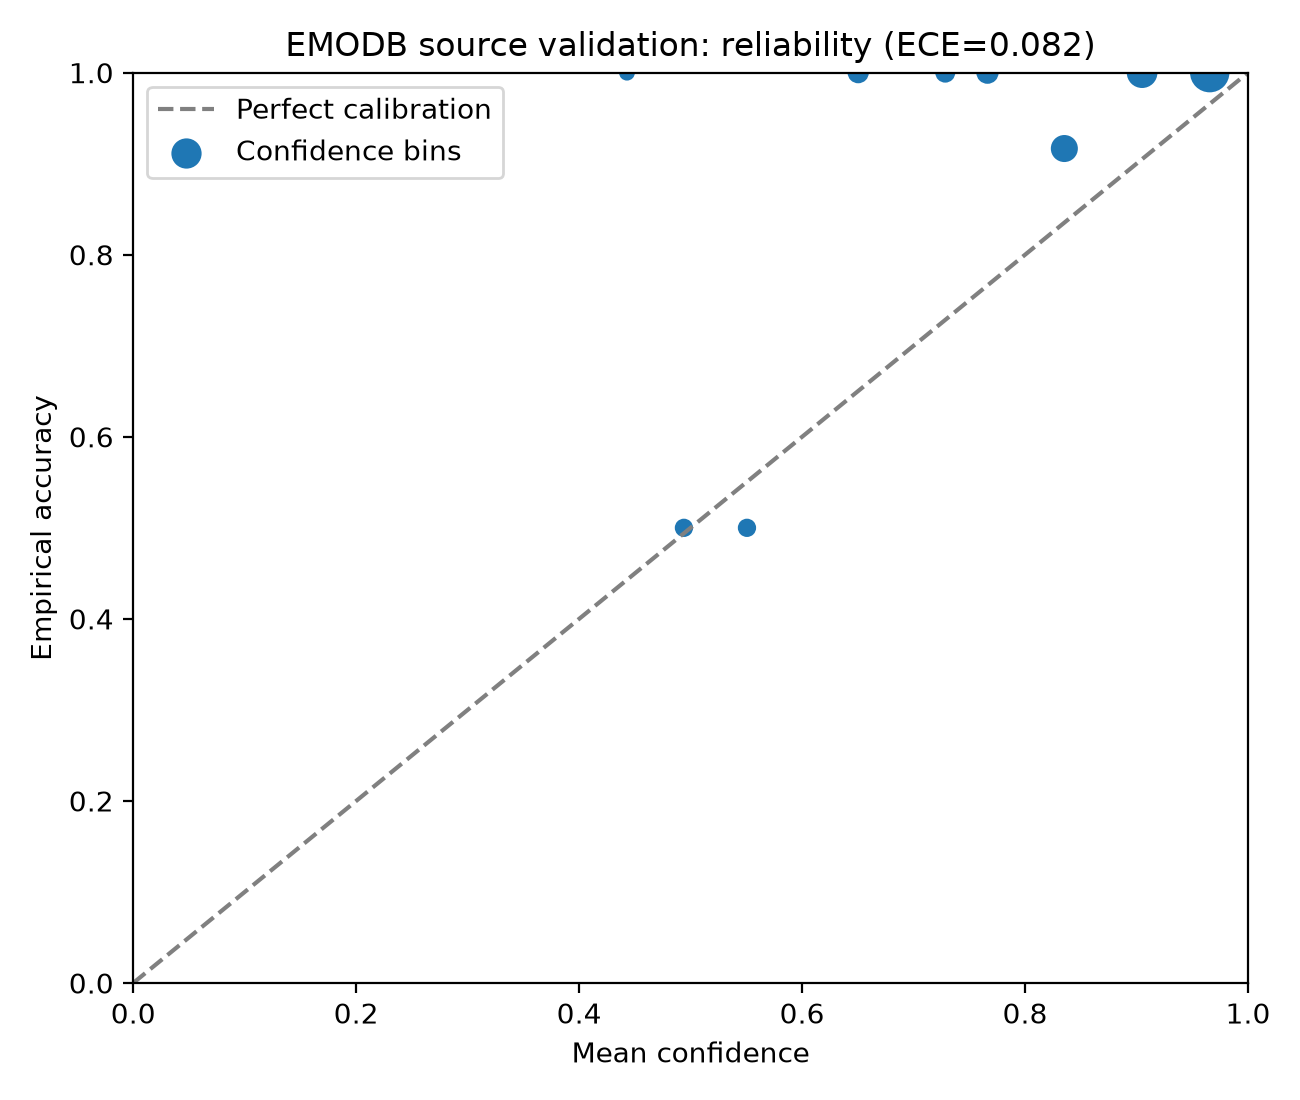 EMODB source validation: reliability (ECE=0.082)
Perfect calibration
Confidence bins
1.0
0.8
0.6
0.4
0.2
0.0
Empirical accuracy
0.0 0.2 0.4 0.6 0.8 1.0
Mean confidence